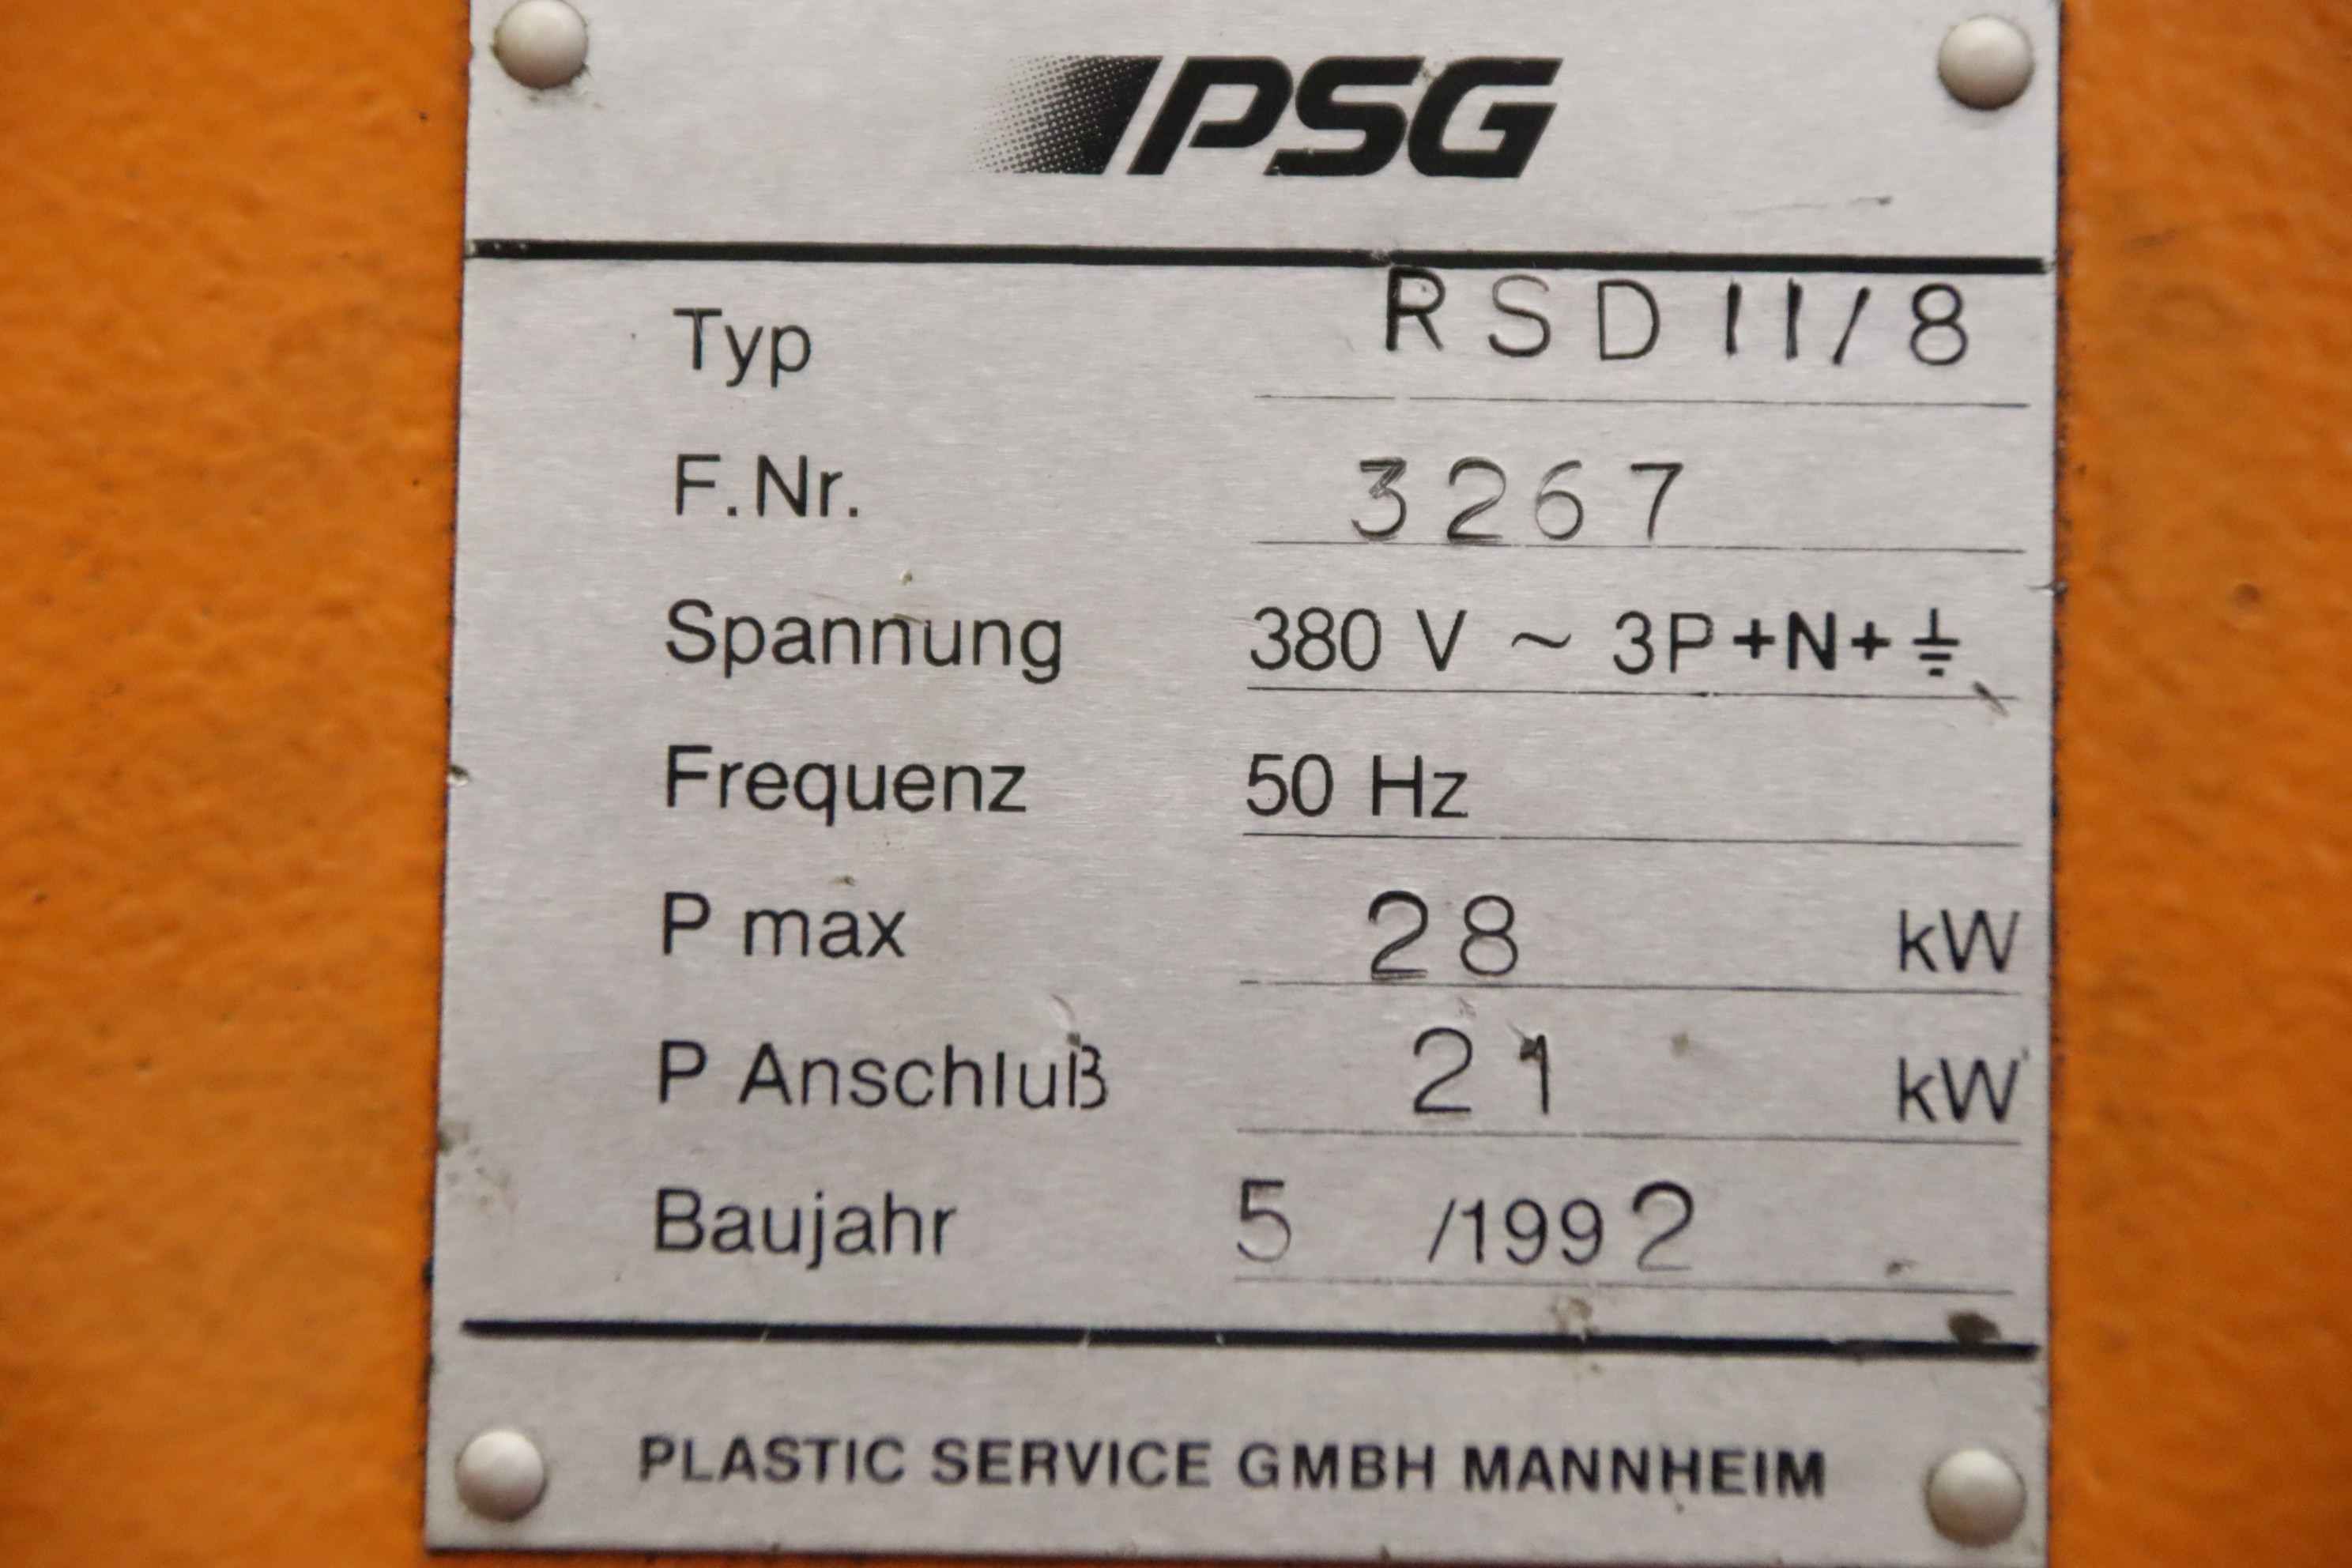 PSG
Typ RSD 11/8
F.Nr. 3267
Spannung 380 V ~ 3P+N+⏚
Frequenz 50 Hz
P max 28 kW
P Anschluß 21 kW
Baujahr 5 /1992
PLASTIC SERVICE GMBH MANNHEIM